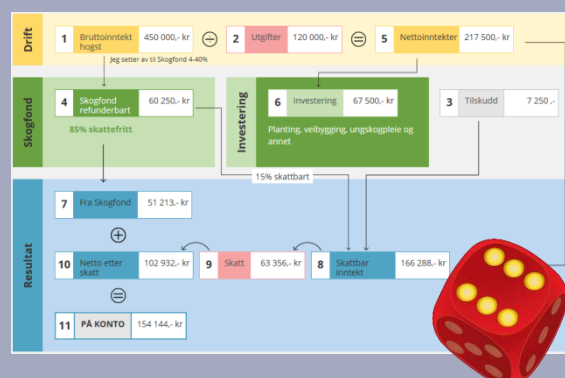 Drift
1 Bruttoinntekt hogst 450 000,- kr
2 Utgifter 120 000,- kr
5 Nettoinntekter 217 500,- kr
Jeg setter av til Skogfond 4-40%
Skogfond
4 Skogfond refunderbart 60 250,- kr
85% skattefritt
Investering
6 Investering 67 500,- kr
Planting, veibygging, ungskogpleie og
annet
3 Tilskudd 7 250 ,-
15% skattbart
Resultat
7 Fra Skogfond 51 213,- kr
10 Netto etter skatt 102 932,- kr
9 Skatt 63 356,- kr
8 Skattbar inntekt 166 288,- kr
11 PÅ KONTO 154 144,- kr